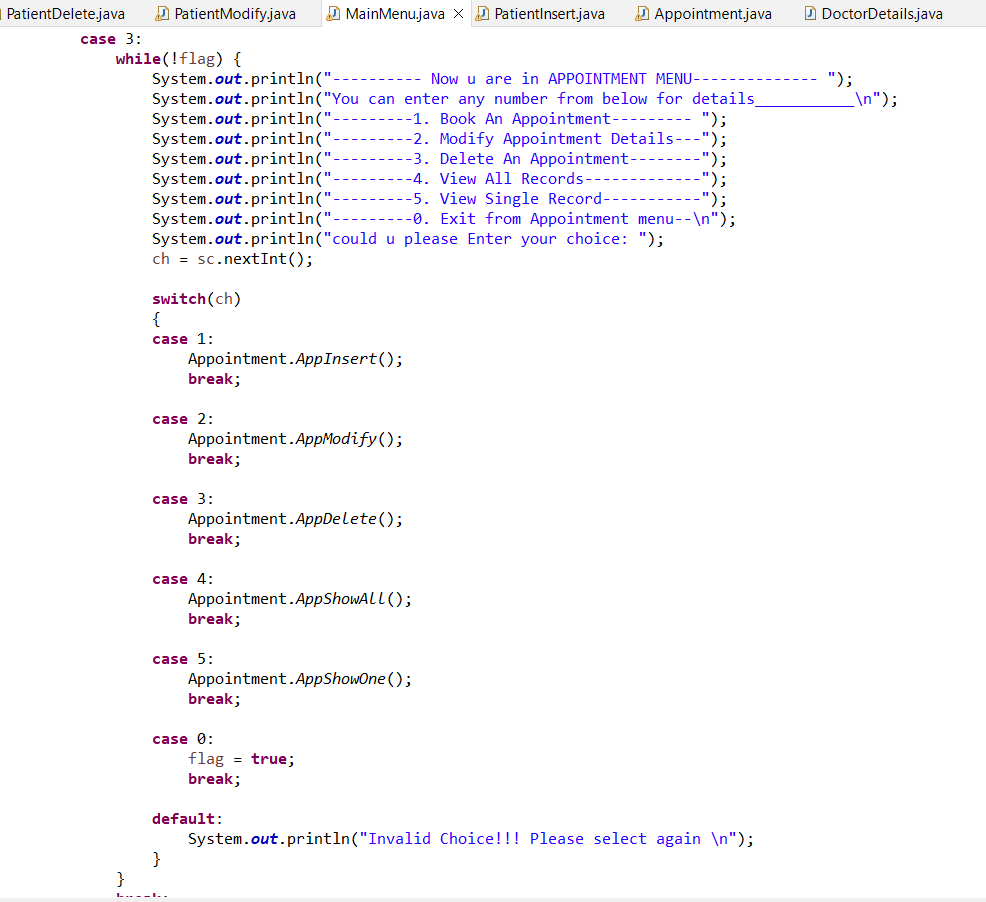 PatientDelete.java PatientModify.java MainMenu.java PatientInsert.java Appointment.java DoctorDetails.java
case 3:
while(!flag) {
System.out.println("---------- Now u are in APPOINTMENT MENU-------------- ");
System.out.println("You can enter any number from below for details___________\n");
System.out.println("---------1. Book An Appointment--------- ");
System.out.println("---------2. Modify Appointment Details---");
System.out.println("---------3. Delete An Appointment--------");
System.out.println("---------4. View All Records-------------");
System.out.println("---------5. View Single Record-----------");
System.out.println("---------0. Exit from Appointment menu--\n");
System.out.println("could u please Enter your choice: ");
ch = sc.nextInt();
switch(ch)
{
case 1:
Appointment.AppInsert();
break;
case 2:
Appointment.AppModify();
break;
case 3:
Appointment.AppDelete();
break;
case 4:
Appointment.AppShowAll();
break;
case 5:
Appointment.AppShowOne();
break;
case 0:
flag = true;
break;
default:
System.out.println("Invalid Choice!!! Please select again \n");
}
}